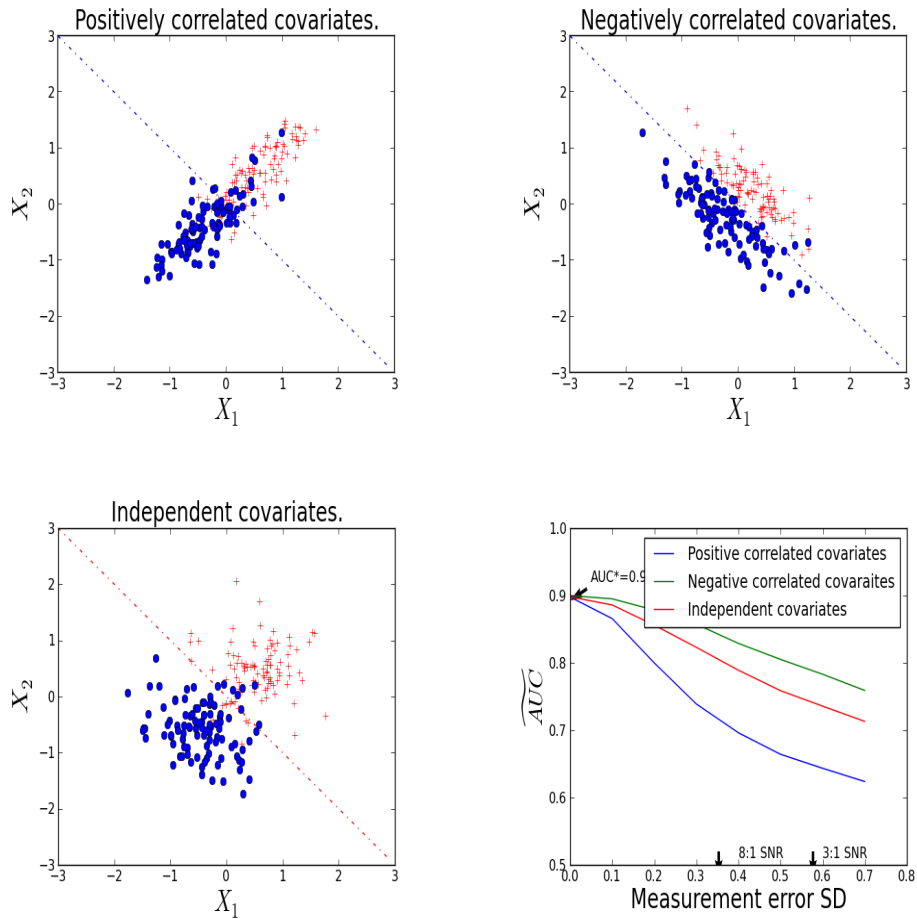 Positively correlated covariates.
3
2
1
0
−1
−2
−3
X₂
−3 −2 −1 0 1 2 3
X₁
Negatively correlated covariates.
3
2
1
0
−1
−2
−3
X₂
−3 −2 −1 0 1 2 3
X₁
Independent covariates.
3
2
1
0
−1
−2
−3
X₂
−3 −2 −1 0 1 2 3
X₁
1.0
0.9
0.8
0.7
0.6
0.5
AUC
AUC*=0.9
Positive correlated covariates
Negative correlated covaraites
Independent covariates
8:1 SNR
3:1 SNR
0.0 0.1 0.2 0.3 0.4 0.5 0.6 0.7 0.8
Measurement error SD